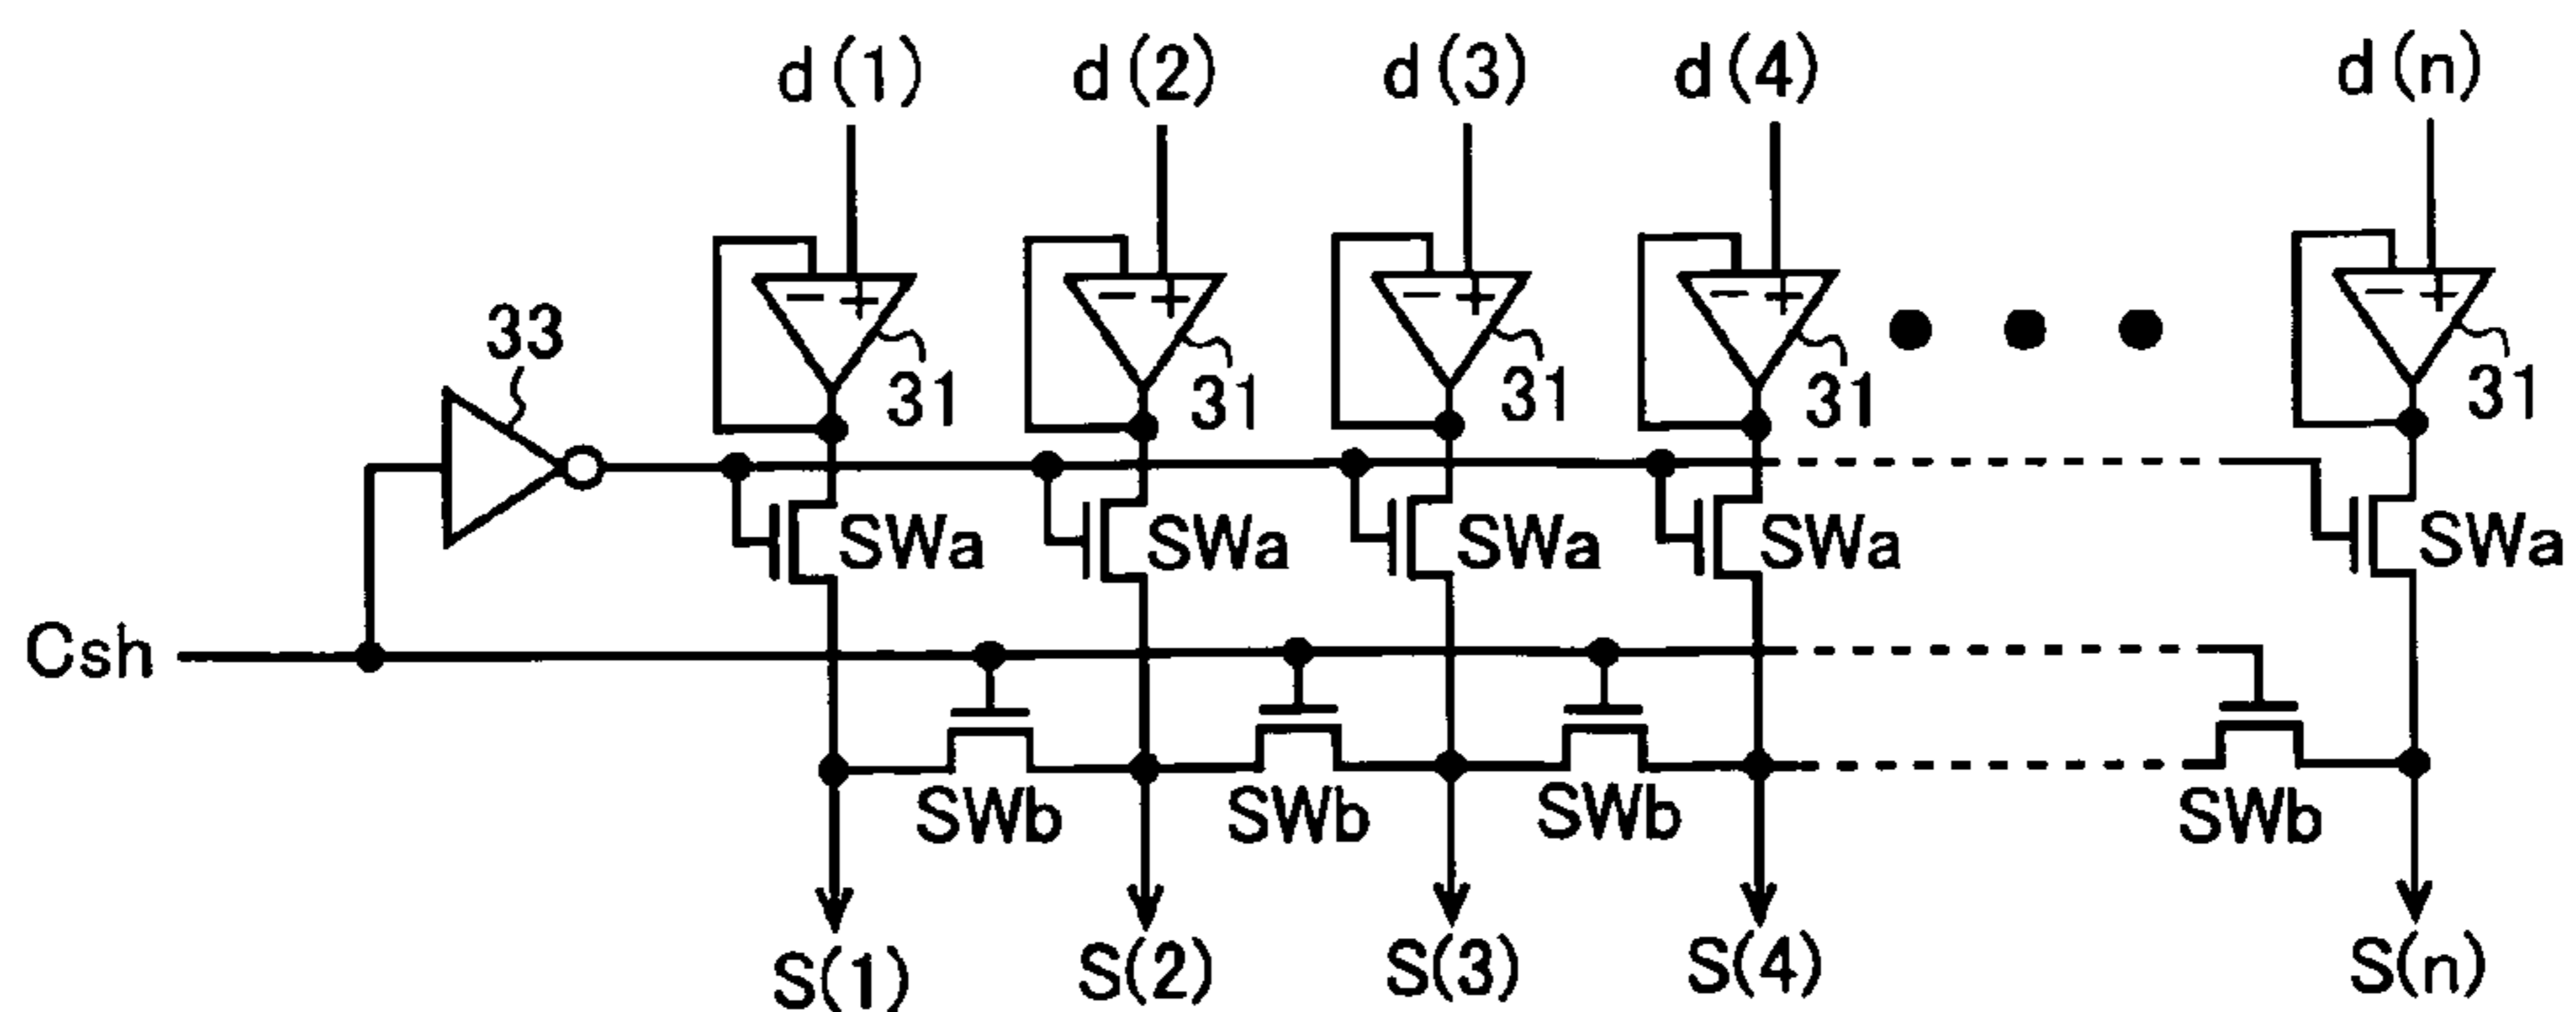 d(1) d(2) d(3) d(4) d(n)
33
31 31 31 31 31
SWa SWa SWa SWa SWa
Csh
SWb SWb SWb SWb
S(1) S(2) S(3) S(4) S(n)